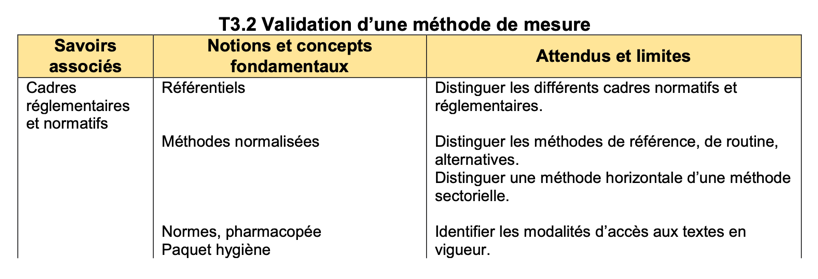 T3.2 Validation d’une méthode de mesure
Savoirs associés
Notions et concepts fondamentaux
Attendus et limites
Cadres réglementaires et normatifs
Référentiels
Distinguer les différents cadres normatifs et réglementaires.
Méthodes normalisées
Distinguer les méthodes de référence, de routine, alternatives.
Distinguer une méthode horizontale d’une méthode sectorielle.
Normes, pharmacopée
Paquet hygiène
Identifier les modalités d’accès aux textes en vigueur.